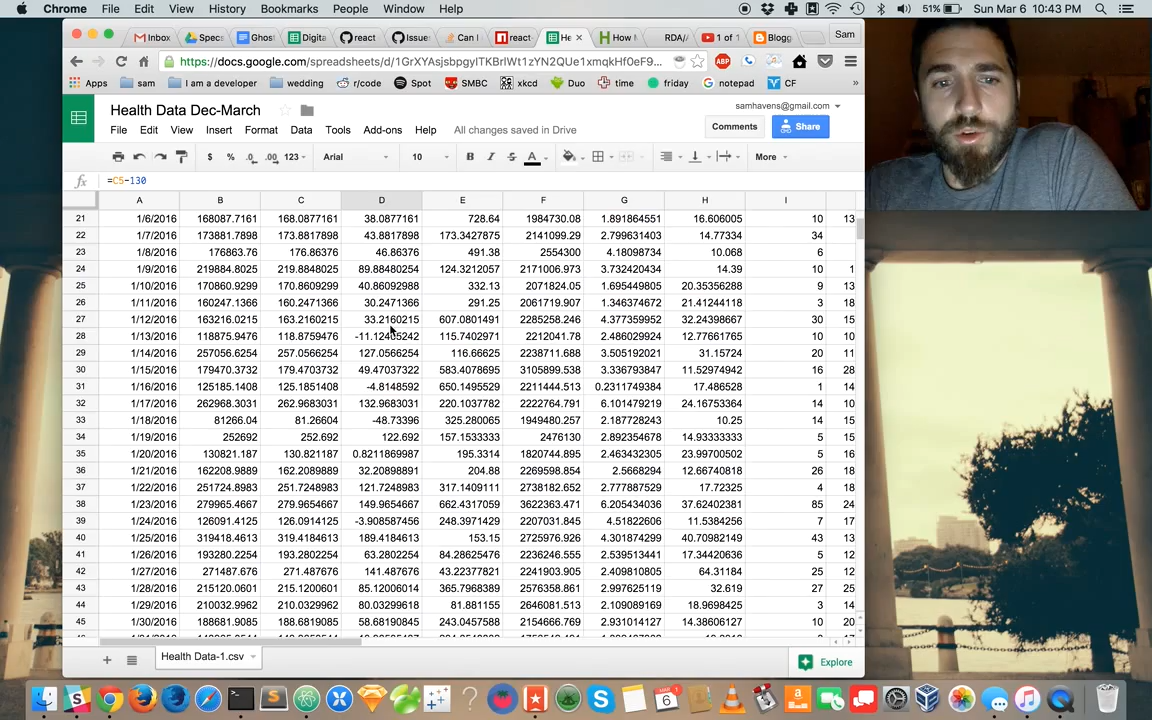 Chrome File Edit View History Bookmarks People Window Help 51% Sun Mar 6 10:43 PM
Inbox Specs Ghost Digita react Issues Can I react- He How M RDA// 1 of 1 Blogg Sam
https://docs.google.com/spreadsheets/d/
Apps sam I am a developer wedding r/code Spot SMBC xkcd Duo time friday notepad CF
Health Data Dec-March samhavens@gmail.com
File Edit View Insert Format Data Tools Add-ons Help All changes saved in Drive Comments Share
$ % .0 .00 123 Arial 10 B I S A More
fx =C5-130
A B C D E F G H I
21 1/6/2016 168087.7161 168.0877161 38.0877161 728.64 1984730.08 1.891864551 16.606005 10 13
22 1/7/2016 173881.7898 173.8817898 43.8817898 173.3427875 2141099.29 2.799631403 14.77334 34
23 1/8/2016 176863.76 176.86376 46.86376 491.38 2554300 4.18098734 10.068 6
24 1/9/2016 219884.8025 219.8848025 89.88480254 124.3212057 2171006.973 3.732420434 14.39 10 1
25 1/10/2016 170860.9299 170.8609299 40.86092988 332.13 2071824.05 1.695449805 20.35356288 9 13
26 1/11/2016 160247.1366 160.2471366 30.2471366 291.25 2061719.907 1.346374672 21.41244118 3 18
27 1/12/2016 163216.0215 163.2160215 33.2160215 607.0801491 2285258.246 4.377359952 32.24398667 30 15
28 1/13/2016 118875.9476 118.8759476 -11.12405242 115.7402971 2212041.78 2.486029924 12.77661765 10 10
29 1/14/2016 257056.6254 257.0566254 127.0566254 116.66625 2238711.688 3.505192021 31.15724 20 11
30 1/15/2016 179470.3732 179.4703732 49.47037322 583.4078695 3105899.538 3.336793847 11.52974942 16 28
31 1/16/2016 125185.1408 125.1851408 -4.8148592 650.1495529 2211444.513 0.2311749384 17.486528 1 14
32 1/17/2016 262968.3031 262.9683031 132.9683031 220.1037782 2222764.791 6.101479219 24.16753364 14 10
33 1/18/2016 81266.04 81.26604 -48.73396 325.280065 1949480.257 2.187728243 10.25 14 15
34 1/19/2016 252692 252.692 122.692 157.1533333 2476130 2.892354678 14.93333333 5 15
35 1/20/2016 130821.187 130.821187 0.8211869987 195.3314 1820744.895 2.463432305 23.99700502 5 16
36 1/21/2016 162208.9889 162.2089889 32.20898891 204.88 2269598.854 2.5668294 12.66740818 26 18
37 1/22/2016 251724.8983 251.7248983 121.7248983 317.1409111 2738182.652 2.777887529 17.72325 4 18
38 1/23/2016 279965.4667 279.9654667 149.9654667 662.4317059 3622363.471 6.205434036 37.62402381 85 24
39 1/24/2016 126091.4125 126.0914125 -3.908587456 248.3971429 2207031.845 4.51822606 11.5384256 7 17
40 1/25/2016 319418.4613 319.4184613 189.4184613 153.15 2725976.926 4.301874299 40.70982149 43 13
41 1/26/2016 193280.2254 193.2802254 63.2802254 84.28625476 2236246.555 2.539513441 17.34420636 5 12
42 1/27/2016 271487.676 271.487676 141.487676 43.22377821 2241903.905 2.409810805 64.31184 25 12
43 1/28/2016 215120.0601 215.1200601 85.12006014 365.7968389 2576358.861 2.997625119 32.619 27 25
44 1/29/2016 210032.9962 210.0329962 80.03299618 81.881155 2646081.513 2.109089169 18.9698425 3 14
45 1/30/2016 188681.9085 188.6819085 58.68190845 243.0457588 2154666.769 2.931014127 14.38606127 10 20
Health Data-1.csv Explore